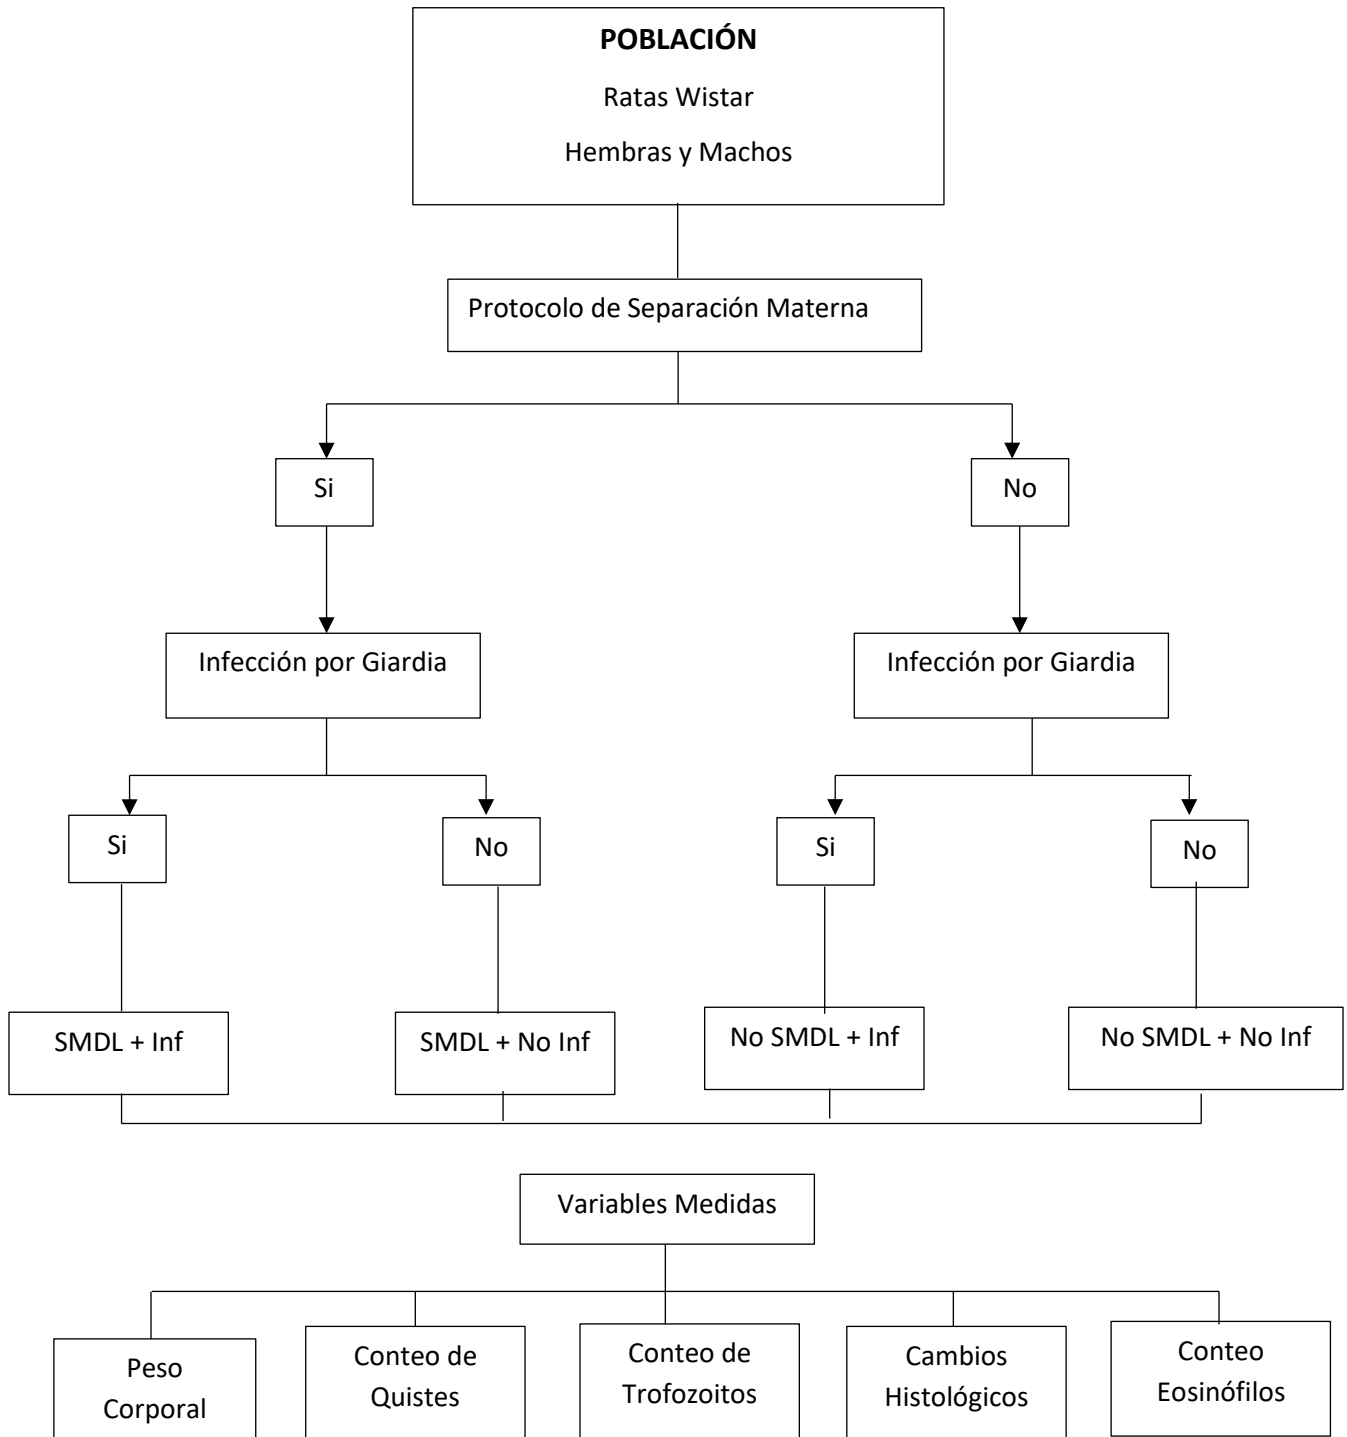 POBLACIÓN
Ratas Wistar
Hembras y Machos
Protocolo de Separación Materna
Si
No
Infección por Giardia
Infección por Giardia
Si
No
Si
No
SMDL + Inf
SMDL + No Inf
No SMDL + Inf
No SMDL + No Inf
Variables Medidas
Peso
Corporal
Conteo de
Quistes
Conteo de
Trofozoitos
Cambios
Histológicos
Conteo
Eosinófilos